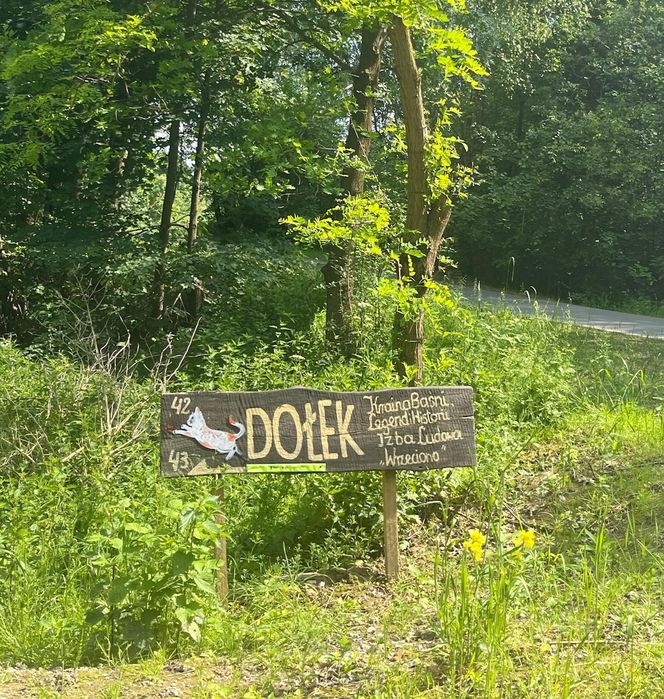 42
43
DOŁEK
Kraina Baśni,
Legend i Historii
Izba Ludowa
„Wrzeciono"